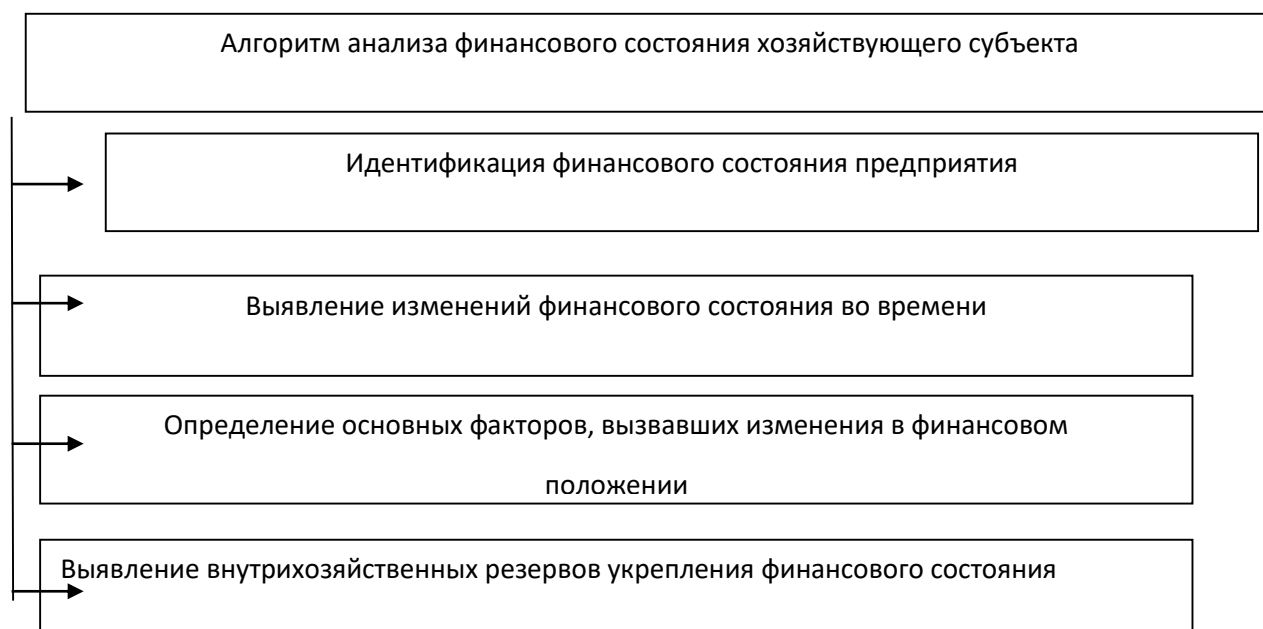 Алгоритм анализа финансового состояния хозяйствующего субъекта
Идентификация финансового состояния предприятия
Выявление изменений финансового состояния во времени
Определение основных факторов, вызвавших изменения в финансовом
положении
Выявление внутрихозяйственных резервов укрепления финансового состояния